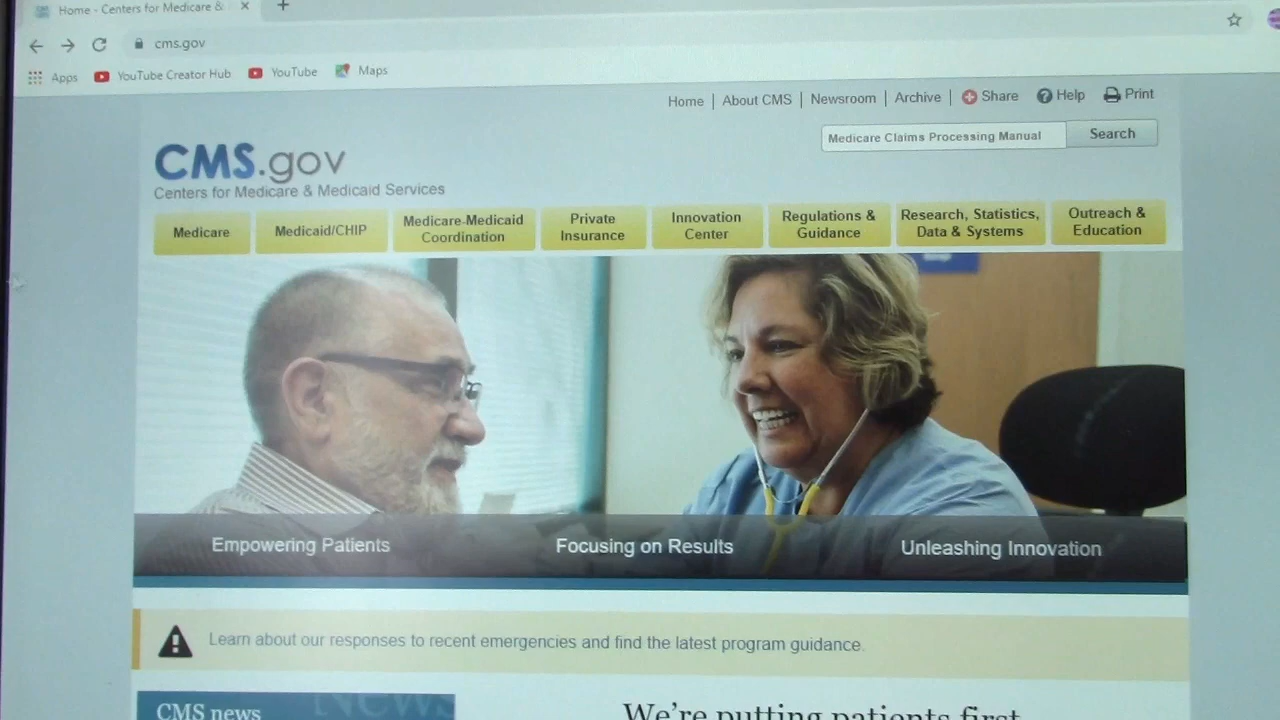 Home - Centers for Medicare &
cms.gov
Apps YouTube Creator Hub YouTube Maps
Home | About CMS | Newsroom | Archive | Share Help Print
Medicare Claims Processing Manual Search
CMS.gov
Centers for Medicare & Medicaid Services
Medicare
Medicaid/CHIP
Medicare-Medicaid
Coordination
Private
Insurance
Innovation
Center
Regulations &
Guidance
Research, Statistics,
Data & Systems
Outreach &
Education
Empowering Patients
Focusing on Results
Unleashing Innovation
Learn about our responses to recent emergencies and find the latest program guidance.
CMS news
News
We're putting patients first